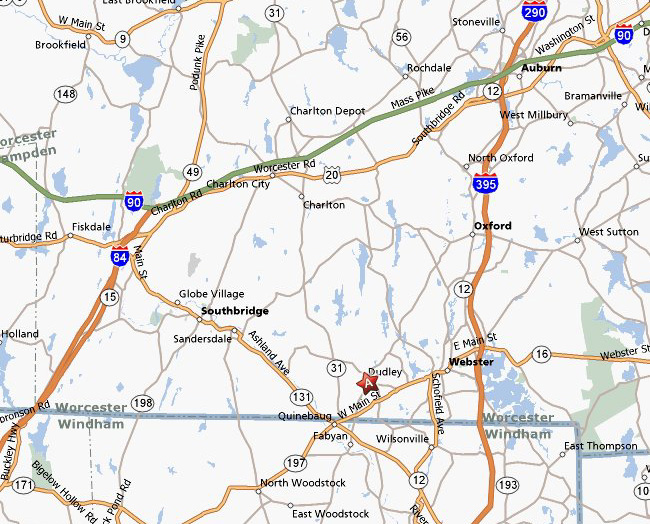 East Brookfield
31
290
W Main St
Stoneville
Washington St
Brookfield
9
56
90
Podunk Pike
Rochdale
Auburn
148
Mass Pike
12
Bramanville
Charlton Depot
Southbridge Rd
West Millbury
Worcester
Worcester Rd
North Oxford
49
20
Charlton City
395
90
Charlton Rd
Charlton
Fiskdale
Oxford
West Sutton
84
Main St
15
Globe Village
12
Southbridge
Holland
Sandersdale
Ashland Ave
E Main St
16
Webster St
31
Dudley
Webster
A
Schofield Ave
131
198
W Main St
Worcester
Windham
Quinebaug
Worcester
Windham
Buckley Hwy
Fabyan
Wilsonville
East Thompson
197
171
Bigelow Hollow Rd
North Woodstock
12
193
East Woodstock